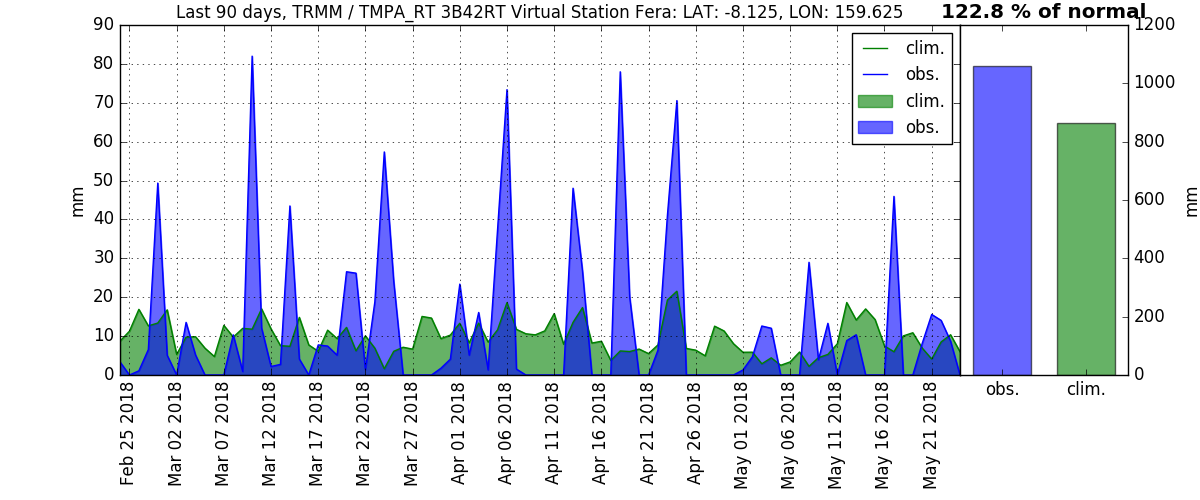 Last 90 days, TRMM / TMPA_RT 3B42RT Virtual Station Fera: LAT: -8.125, LON: 159.625
122.8 % of normal
90
80
70
60
50
40
30
20
10
0
mm
clim.
obs.
clim.
obs.
1200
1000
800
600
400
200
0
mm
Feb 25 2018
Mar 02 2018
Mar 07 2018
Mar 12 2018
Mar 17 2018
Mar 22 2018
Mar 27 2018
Apr 01 2018
Apr 06 2018
Apr 11 2018
Apr 16 2018
Apr 21 2018
Apr 26 2018
May 01 2018
May 06 2018
May 11 2018
May 16 2018
May 21 2018
obs.
clim.